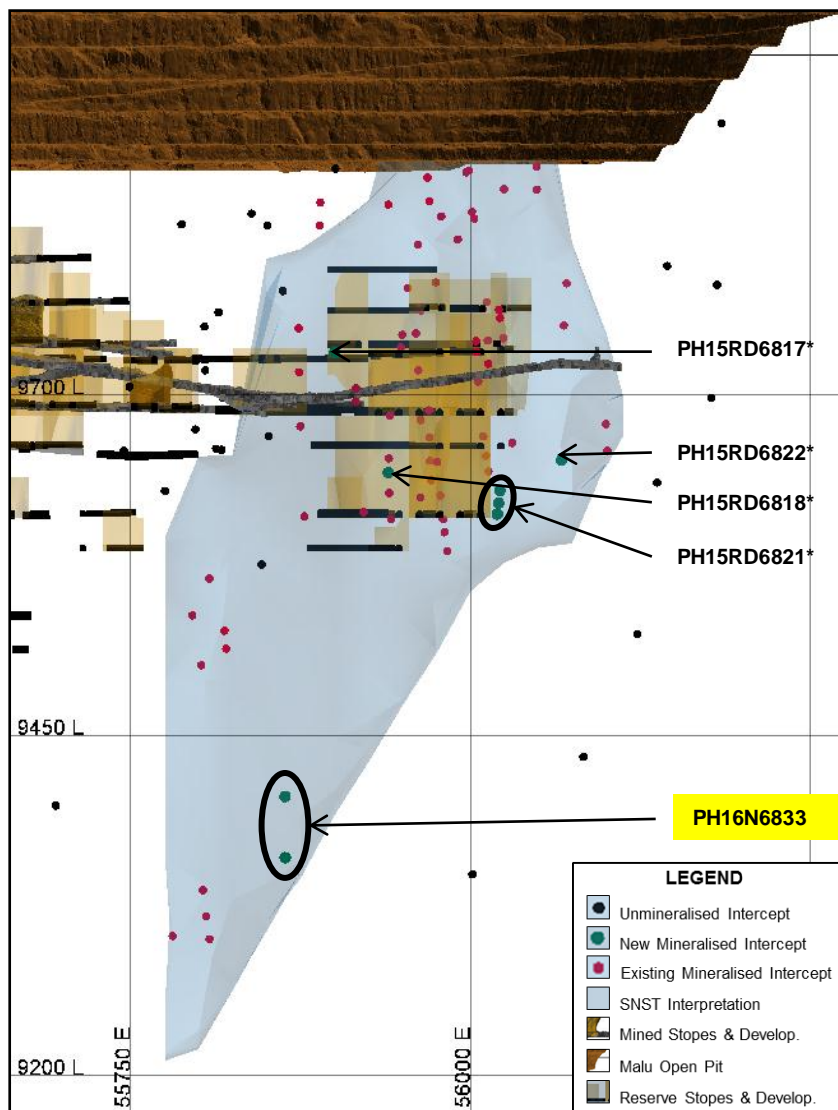 PH15RD6817*
9700 L
PH15RD6822*
PH15RD6818*
PH15RD6821*
9450 L
PH16N6833
LEGEND
Unmineralised Intercept
New Mineralised Intercept
Existing Mineralised Intercept
SNST Interpretation
Mined Stopes & Develop.
Malu Open Pit
Reserve Stopes & Develop.
9200 L
55750 E
56000 E